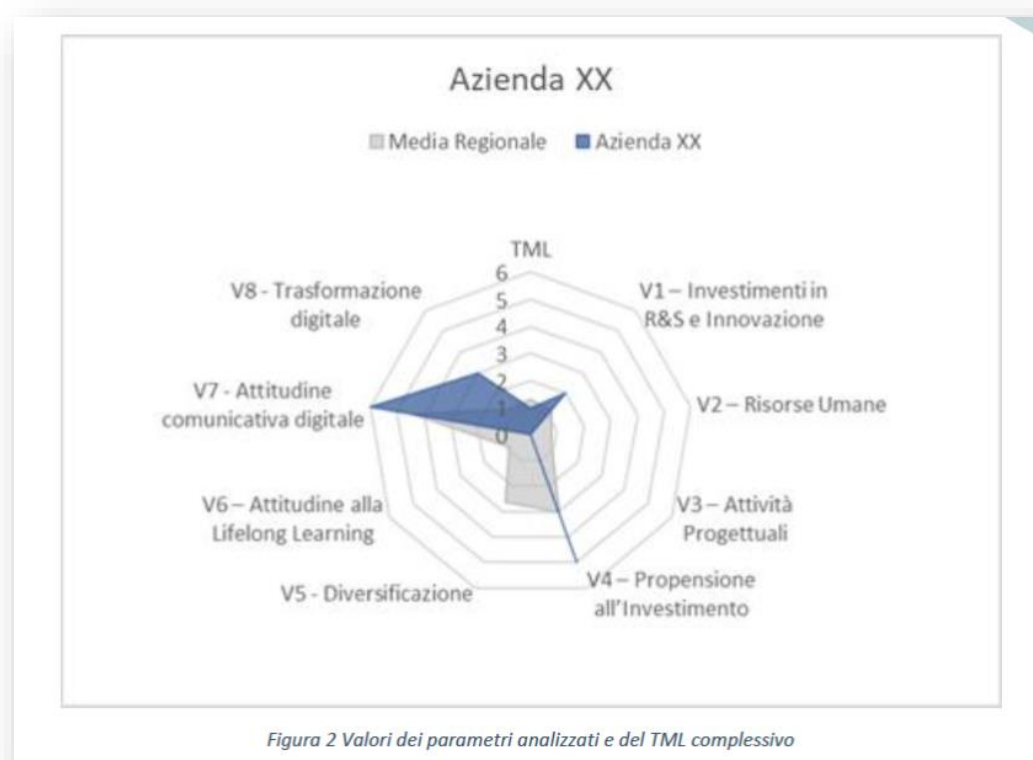 Azienda XX
Media Regionale
Azienda XX
TML
6
5
4
3
2
1
0
V1 – Investimenti in
R&S e Innovazione
V2 – Risorse Umane
V3 – Attività
Progettuali
V4 – Propensione
all'Investimento
V5 - Diversificazione
V6 – Attitudine alla
Lifelong Learning
V7 - Attitudine
comunicativa digitale
V8 - Trasformazione
digitale
Figura 2 Valori dei parametri analizzati e del TML complessivo